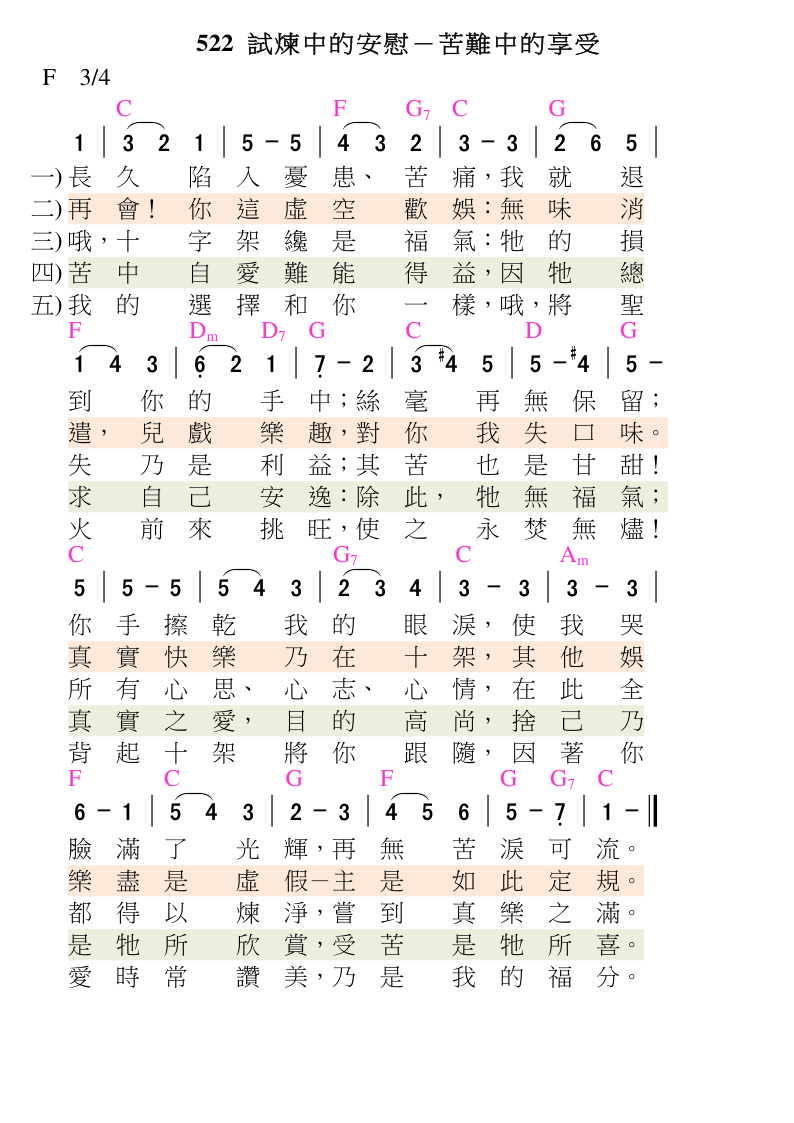 522 試煉中的安慰－苦難中的享受
F 3/4
C F G7 C G
1 | 3 2 1 | 5 - 5 | 4 3 2 | 3 - 3 | 2 6 5 |
一) 長久陷入憂患、苦痛，我就退
二) 再會！你這虛空歡娛：無味消
三) 哦，十字架纔是福氣：牠的損
四) 苦中自愛難能得益，因牠總
五) 我的選擇和你一樣，哦，將聖
F Dm D7 G C D G
1 4 3 | 6̣ 2 1 | 7̣ - 2 | 3 #4 5 | 5 - #4 | 5 -
到你的手中；絲毫再無保留；
遣，兒戲樂趣，對你我失口味。
失乃是利益；其苦也是甘甜！
求自己安逸：除此，牠無福氣；
火前來挑旺，使之永焚無燼！
C G7 C Am
5 | 5 - 5 | 5 4 3 | 2 3 4 | 3 - 3 | 3 - 3 |
你手擦乾我的眼淚，使我哭
真實快樂乃在十架，其他娛
所有心思、心志、心情，在此全
真實之愛，目的高尚，捨己乃
背起十架將你跟隨，因著你
F C G F G G7 C
6 - 1 | 5 4 3 | 2 - 3 | 4 5 6 | 5 - 7̣ | 1 - ‖
臉滿了光輝，再無苦淚可流。
樂盡是虛假－主是如此定規。
都得以煉淨，嘗到真樂之滿。
是牠所欣賞，受苦是牠所喜。
愛時常讚美，乃是我的福分。